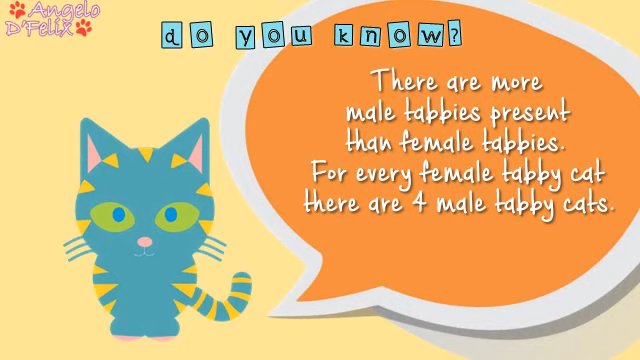 Angelo
D'Felix
do you know?
There are more
male tabbies present
than female tabbies.
For every female tabby cat
there are 4 male tabby cats.